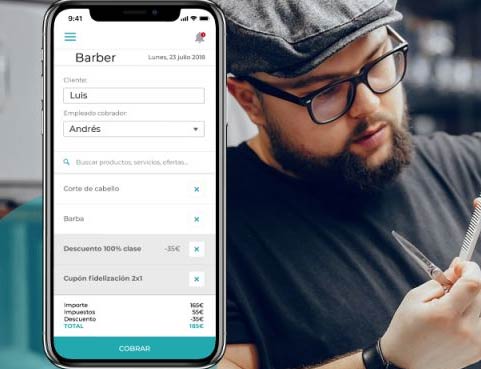 9:41
Barber
Lunes, 23 julio 2018
Cliente:
Luis
Empleado cobrador:
Andrés
Buscar productos, servicios, ofertas...
Corte de cabello
Barba
Descuento 100% clase -35€
Cupón fidelización 2x1
Importe 165€
Impuestos 55€
Descuento -35€
TOTAL 185€
COBRAR